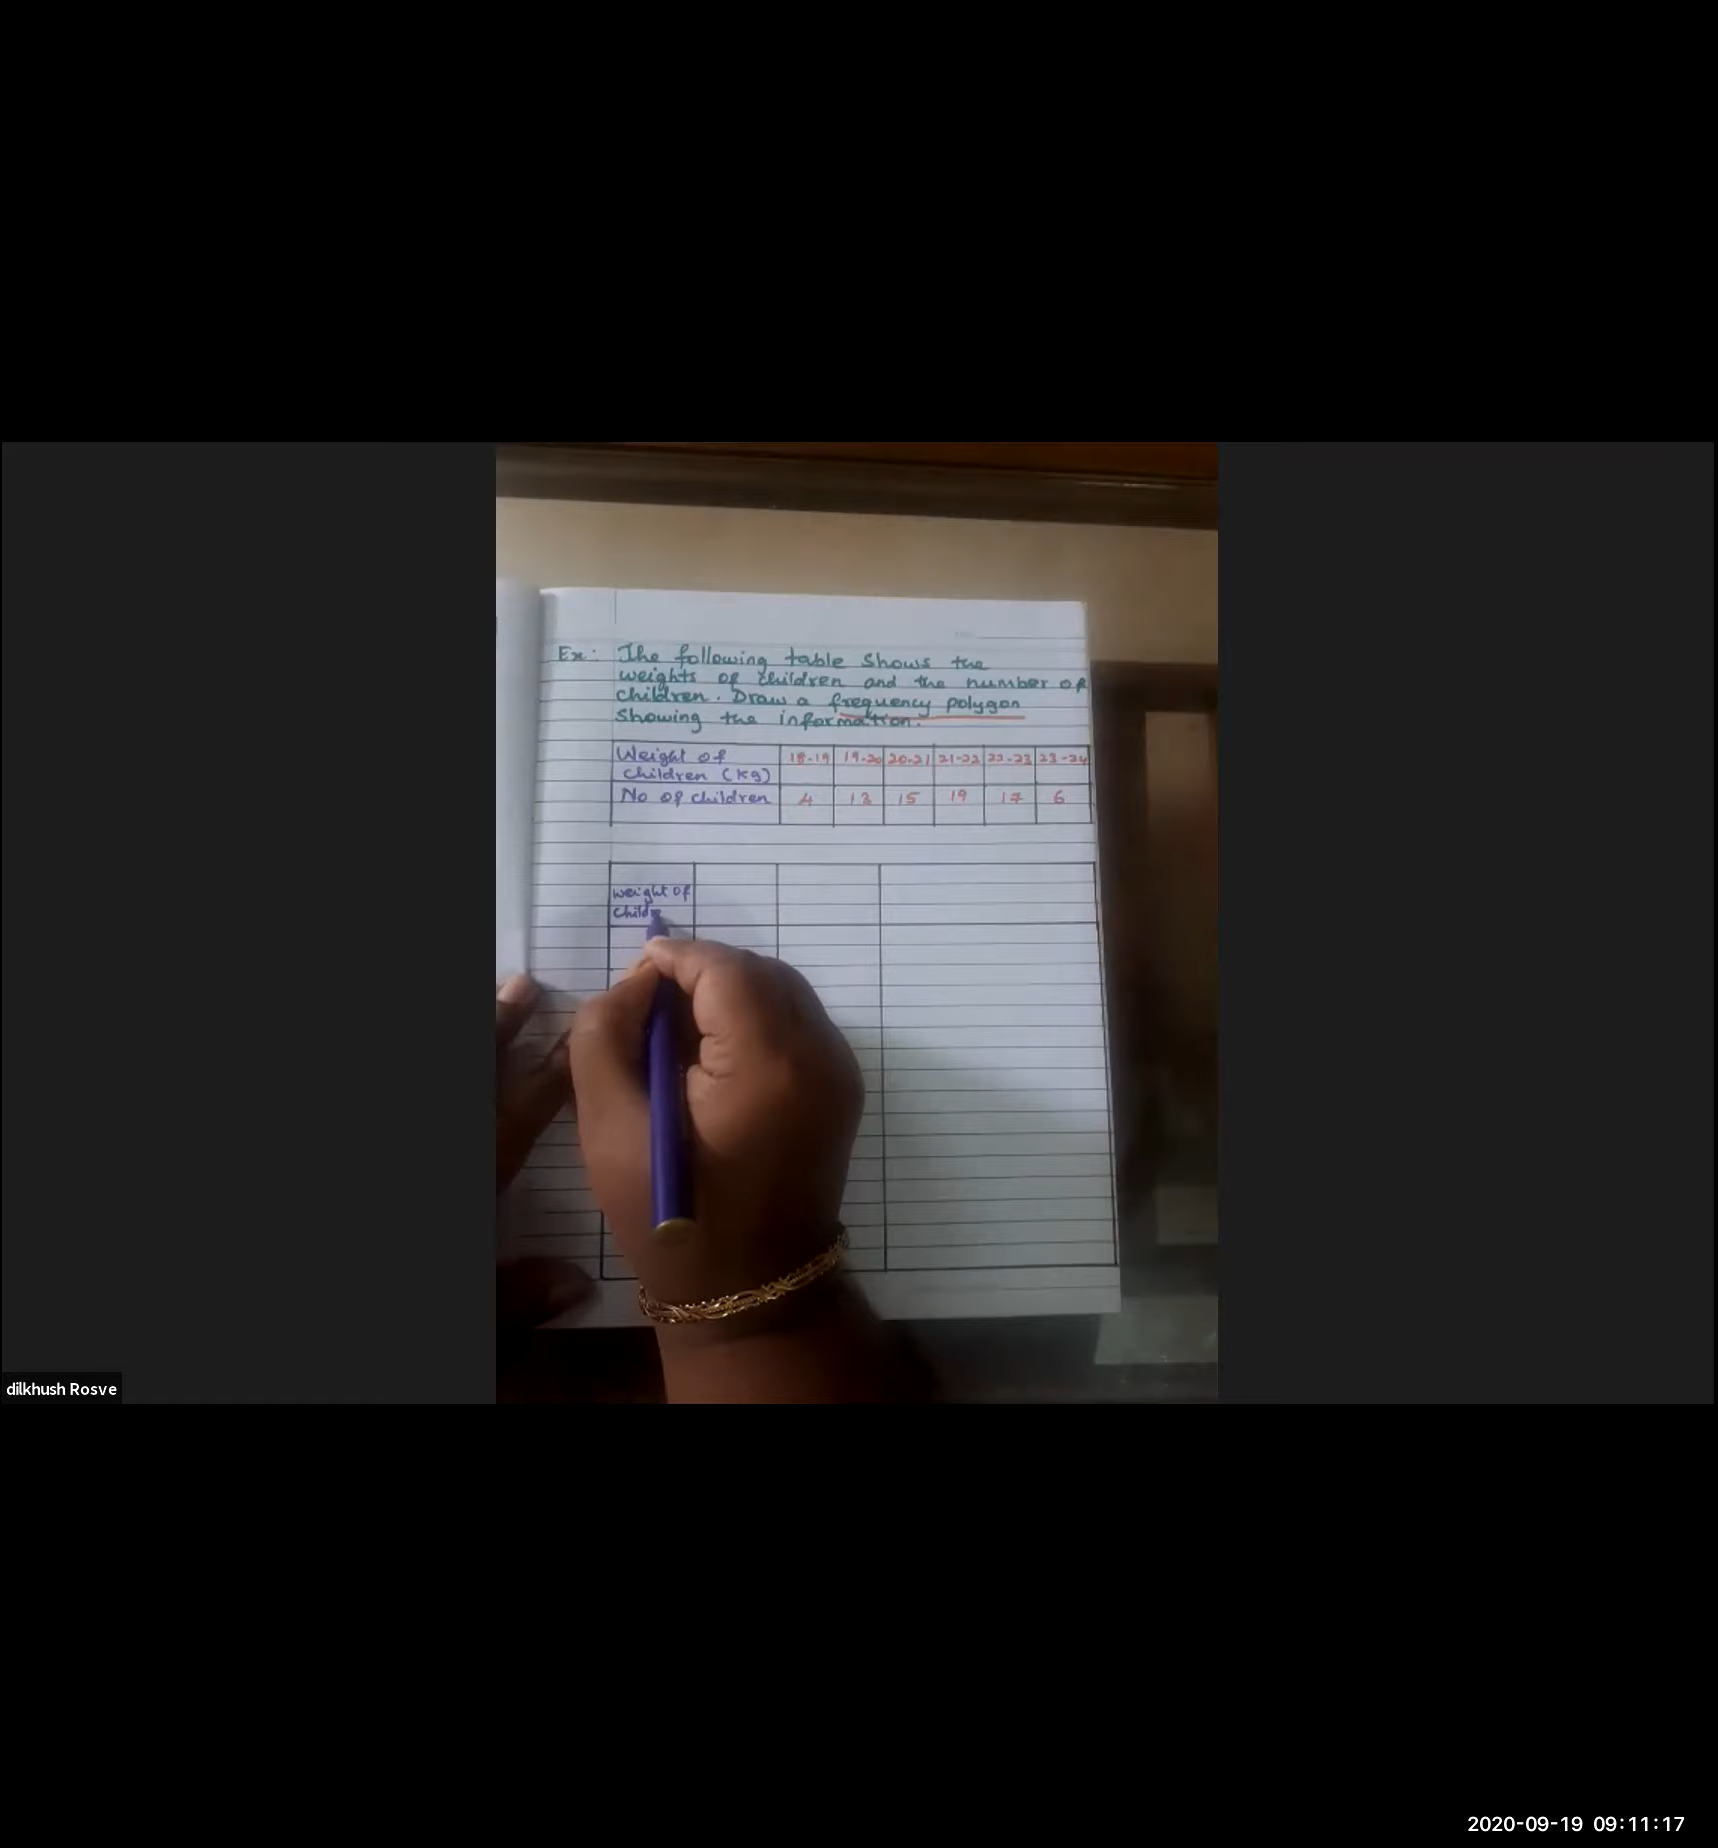 Ex: The following table shows the
weights of children and the number of
children. Draw a frequency polygon
showing the information.
Weight of children (kg) 18-19 19-20 20-21 21-22 22-23 23-24
No of children 4 13 15 19 17 6
weight of
Childre
dilkhush Rosve
2020-09-19 09:11:17